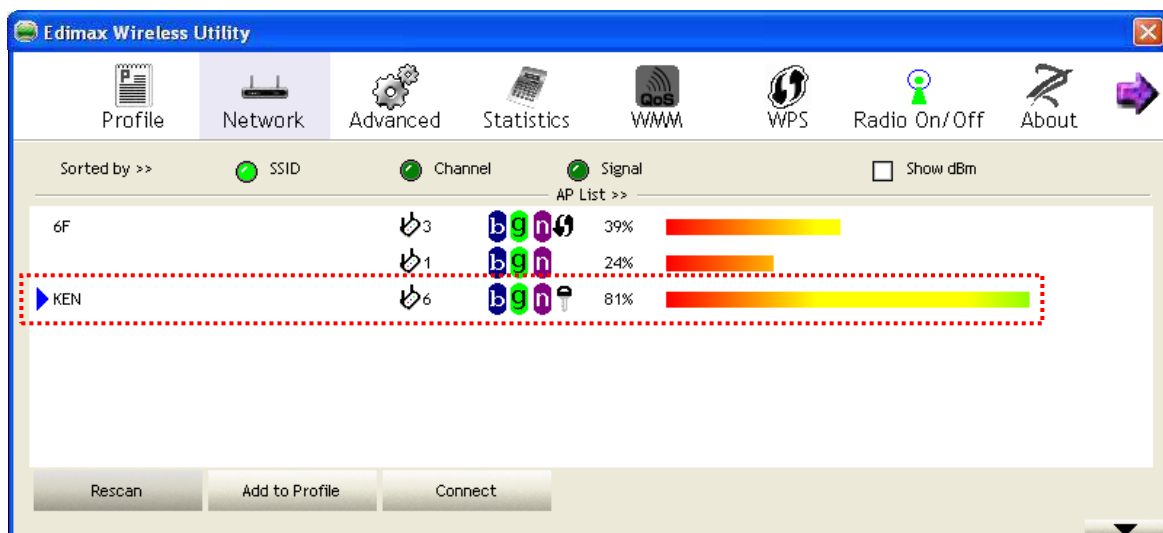 Edimax Wireless Utility
Profile Network Advanced Statistics QoS WMM WPS Radio On/Off About
Sorted by >> SSID Channel Signal Show dBm
AP List >>
6F 3 b g n 39%
1 b g n 24%
KEN 6 b g n 81%
Rescan Add to Profile Connect